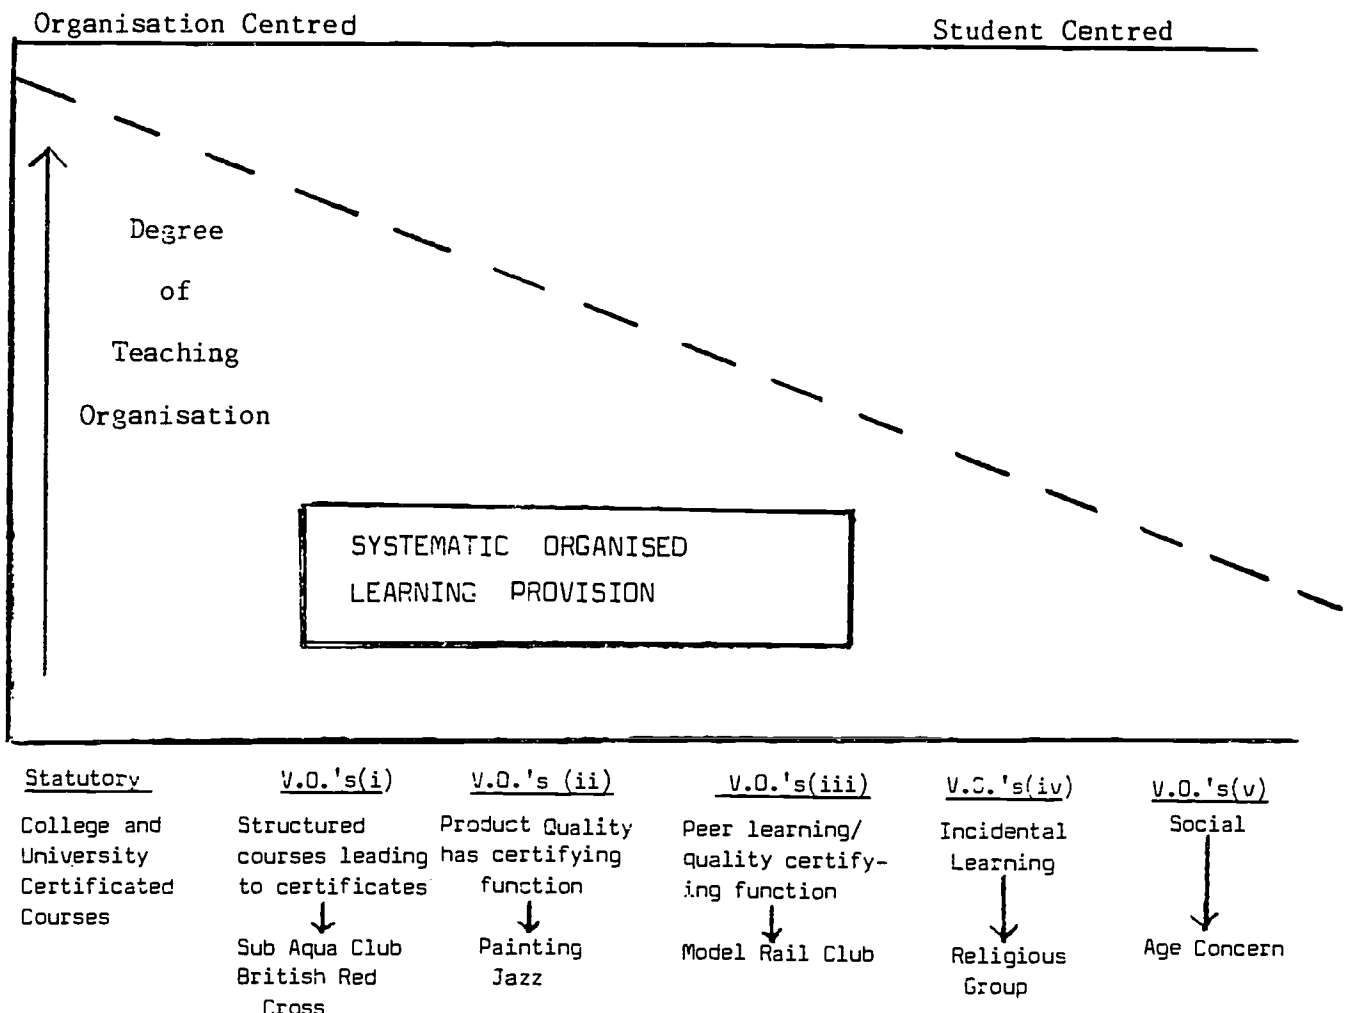 Organisation Centred
Student Centred
Degree
of
Teaching
Organisation
SYSTEMATIC ORGANISED
LEARNING PROVISION
Statutory
College and
University
Certificated
Courses
V.O.'s(i)
Structured
courses leading
to certificates
Sub Aqua Club
British Red
Cross
V.O.'s (ii)
Product Quality
has certifying
function
Painting
Jazz
V.O.'s(iii)
Peer learning/
quality certify-
ing function
Model Rail Club
V.O.'s(iv)
Incidental
Learning
Religious
Group
V.O.'s(v)
Social
Age Concern